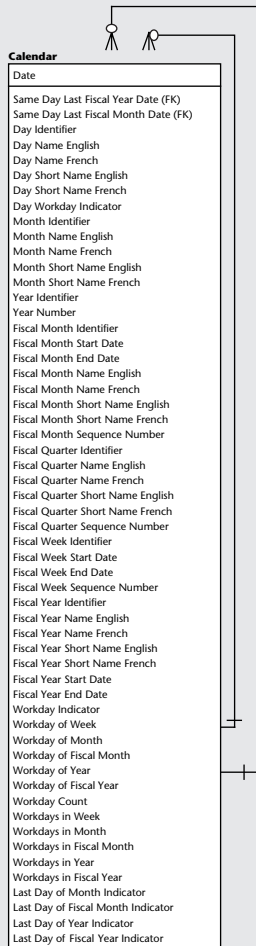 Calendar
Date
Same Day Last Fiscal Year Date (FK)
Same Day Last Fiscal Month Date (FK)
Day Identifier
Day Name English
Day Name French
Day Short Name English
Day Short Name French
Day Workday Indicator
Month Identifier
Month Name English
Month Name French
Month Short Name English
Month Short Name French
Year Identifier
Year Number
Fiscal Month Identifier
Fiscal Month Start Date
Fiscal Month End Date
Fiscal Month Name English
Fiscal Month Name French
Fiscal Month Short Name English
Fiscal Month Short Name French
Fiscal Month Sequence Number
Fiscal Quarter Identifier
Fiscal Quarter Name English
Fiscal Quarter Name French
Fiscal Quarter Short Name English
Fiscal Quarter Short Name French
Fiscal Quarter Sequence Number
Fiscal Week Identifier
Fiscal Week Start Date
Fiscal Week End Date
Fiscal Week Sequence Number
Fiscal Year Identifier
Fiscal Year Name English
Fiscal Year Name French
Fiscal Year Short Name English
Fiscal Year Short Name French
Fiscal Year Start Date
Fiscal Year End Date
Workday Indicator
Workday of Week
Workday of Month
Workday of Fiscal Month
Workday of Year
Workday of Fiscal Year
Workday Count
Workdays in Week
Workdays in Month
Workdays in Fiscal Month
Workdays in Year
Workdays in Fiscal Year
Last Day of Month Indicator
Last Day of Fiscal Month Indicator
Last Day of Year Indicator
Last Day of Fiscal Year Indicator